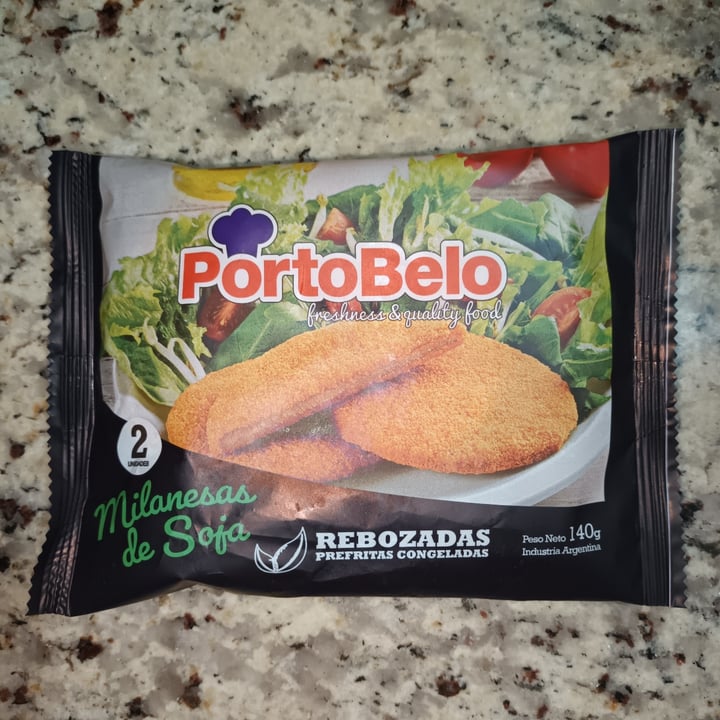 PortoBelo
freshness & quality food
2
UNIDADES
Milanesas
de Soja
REBOZADAS
PREFRITAS CONGELADAS
Peso Neto 140g
Industria Argentina